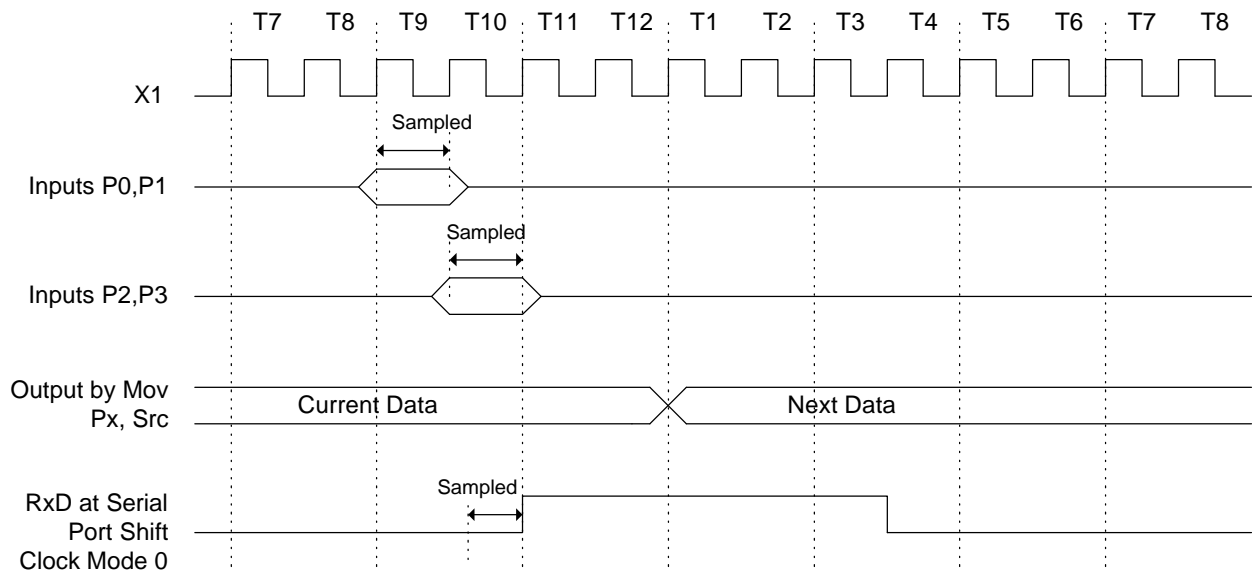 T7 T8 T9 T10 T11 T12 T1 T2 T3 T4 T5 T6 T7 T8
X1
Sampled
Inputs P0,P1
Sampled
Inputs P2,P3
Output by Mov
Px, Src
Current Data
Next Data
Sampled
RxD at Serial
Port Shift
Clock Mode 0